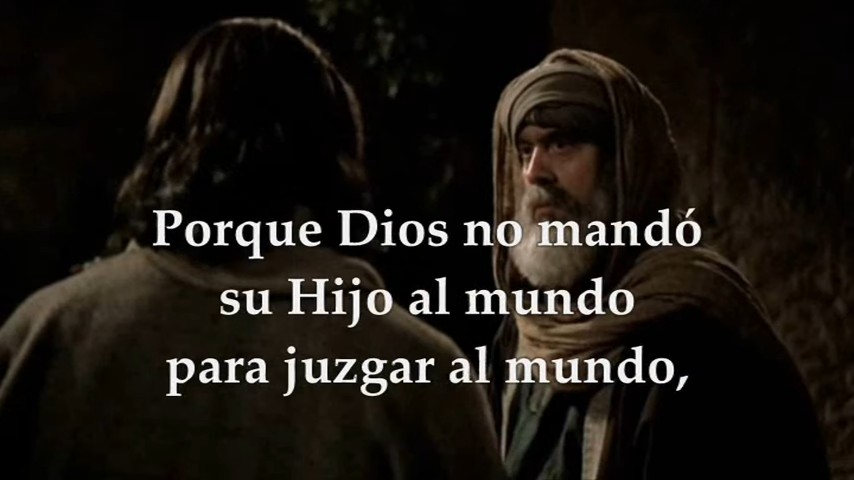 Porque Dios no mandó
su Hijo al mundo
para juzgar al mundo,